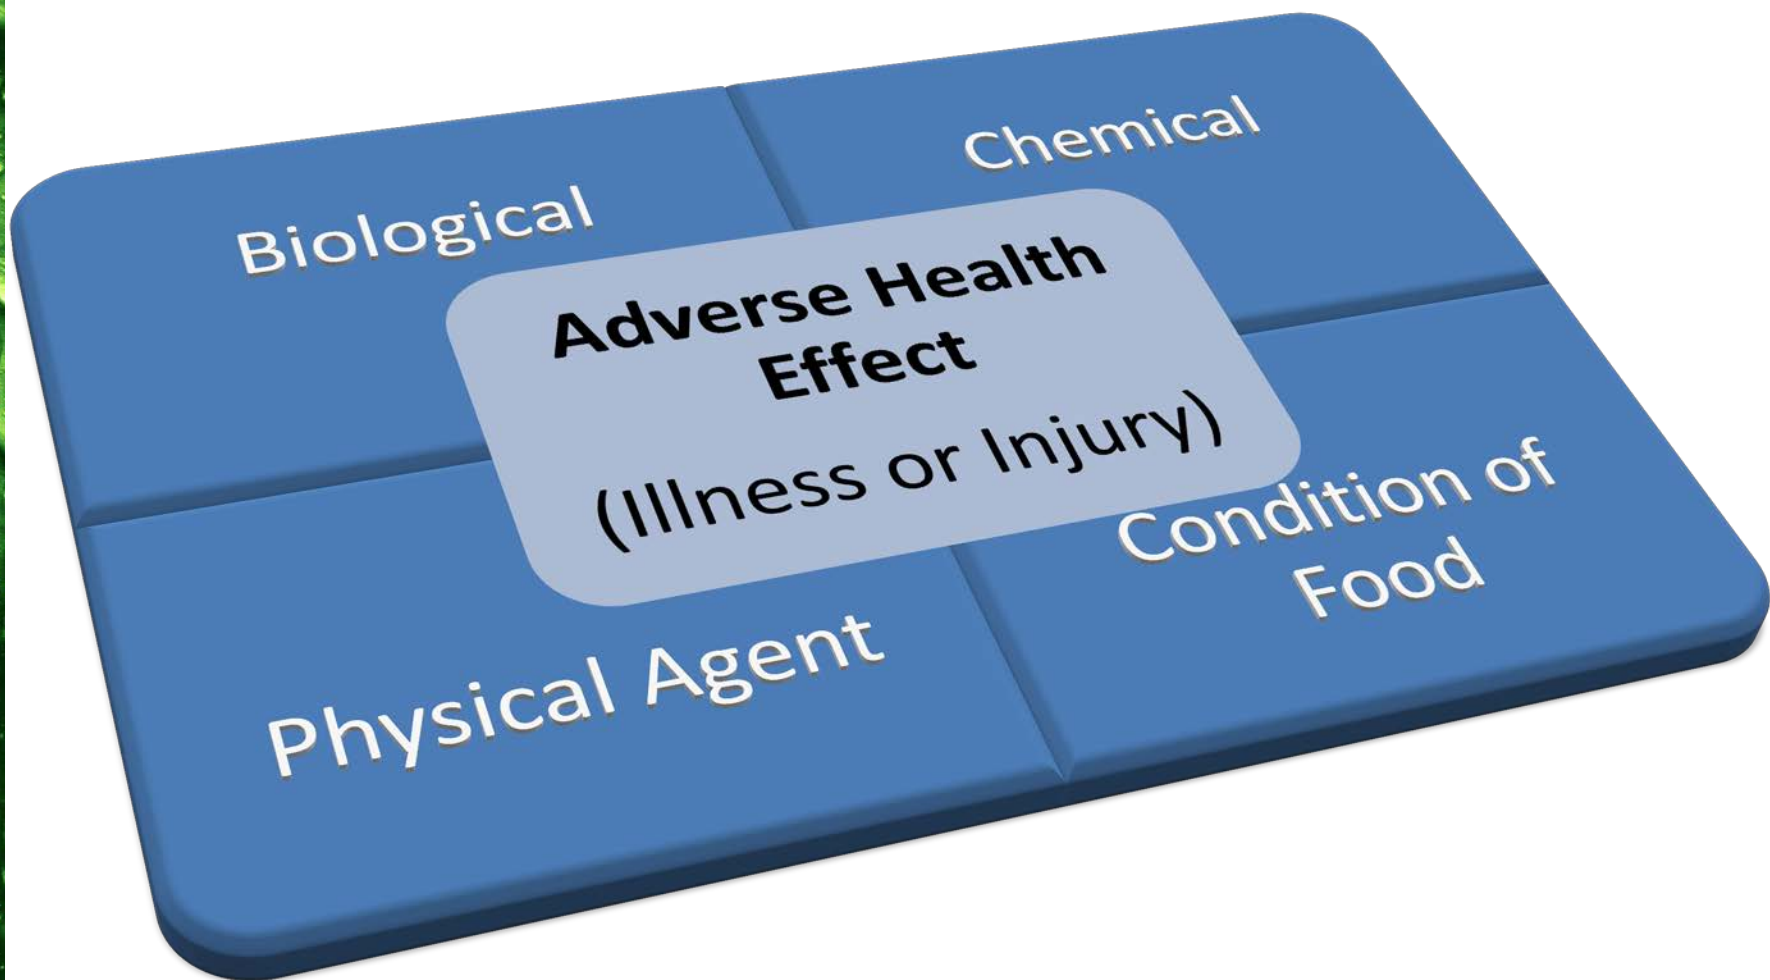 Biological
Chemical
Adverse Health
Effect
(Illness or Injury)
Physical Agent
Condition of
Food